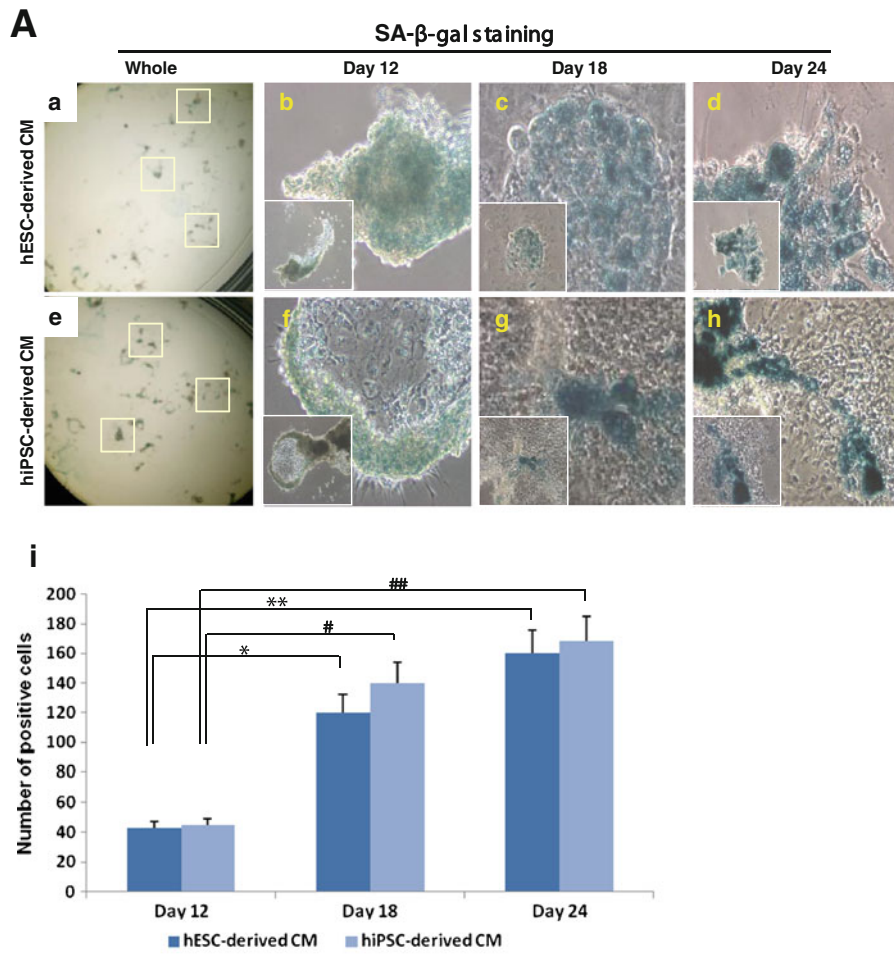 A
SA-β-gal staining
Whole Day 12 Day 18 Day 24
hESC-derived CM
a b c d
hiPSC-derived CM
e f g h
i
Number of positive cells
200
180
160
140
120
100
80
60
40
20
0
##
**
#
*
Day 12 Day 18 Day 24
hESC-derived CM hiPSC-derived CM